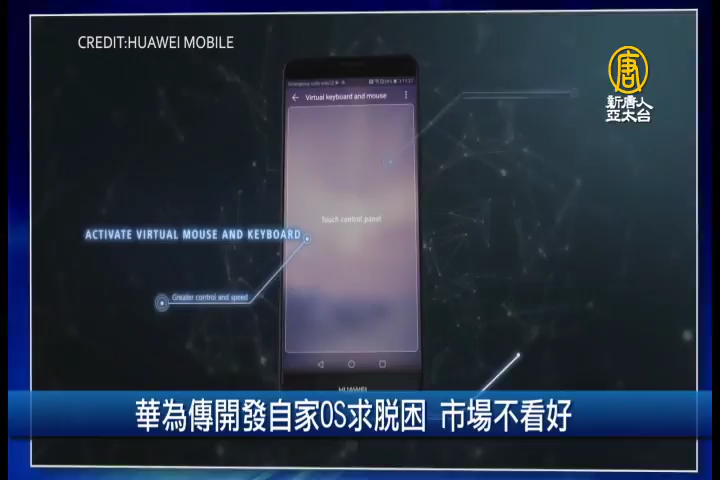 CREDIT:HUAWEI MOBILE
唐
新唐人
亞太台
Virtual keyboard and mouse
Touch control panel
ACTIVATE VIRTUAL MOUSE AND KEYBOARD
Greater control and speed
HUAWEI
華為傳開發自家OS求脫困 市場不看好